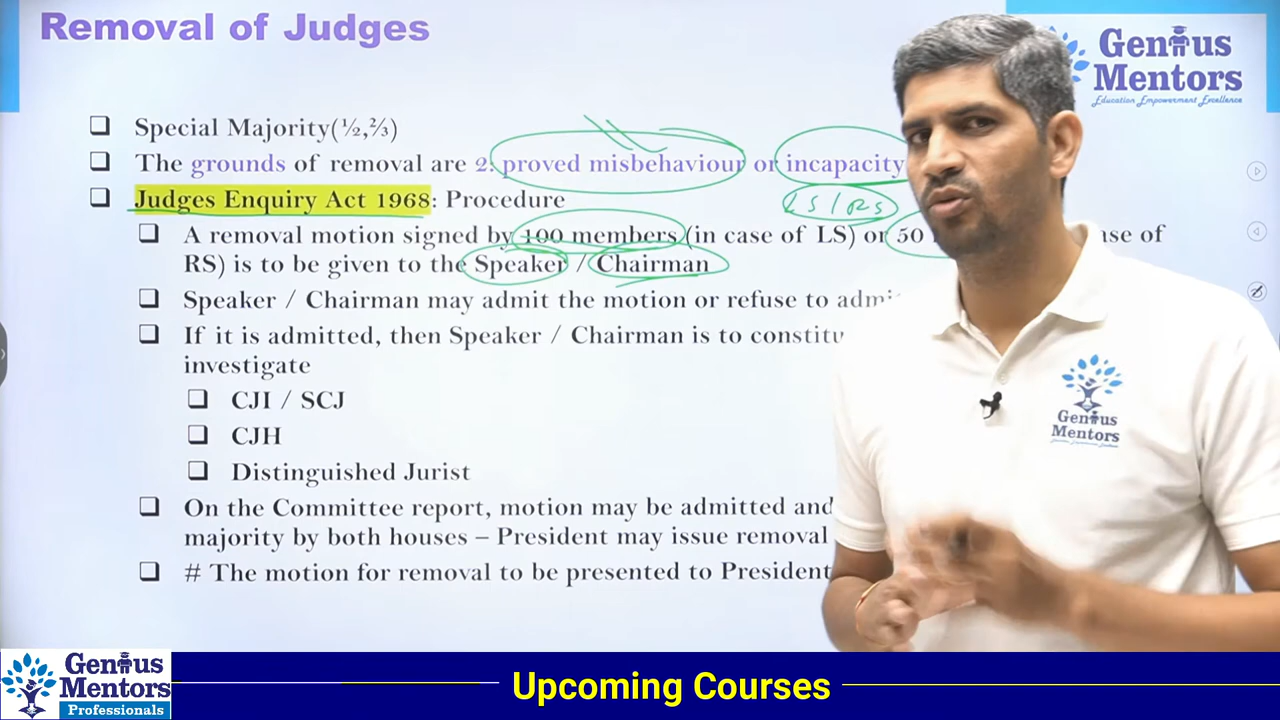 Removal of Judges
Genius
Mentors
Education Empowerment Excellence
❑ Special Majority(½,⅔)
❑ The grounds of removal are 2: proved misbehaviour or incapacity
❑ Judges Enquiry Act 1968: Procedure
LS / RS
❑ A removal motion signed by 100 members (in case of LS) or 50 
RS) is to be given to the Speaker / Chairman
❑ Speaker / Chairman may admit the motion or refuse to
❑ If it is admitted, then Speaker / Chairman is to
investigate
❑ CJI / SCJ
❑ CJH
❑ Distinguished Jurist
❑ On the Committee report, motion may be admitted and
majority by both houses – President may issue removal
❑ # The motion for removal to be presented to President
Genius
Mentors
Genius
Mentors
Professionals
Upcoming Courses